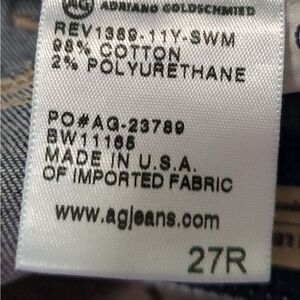 AG ADRIANO GOLDSCHMIED
REV1389-11Y-SWM
98% COTTON
2% POLYURETHANE
PO#AG-23789
BW11165
MADE IN U.S.A.
OF IMPORTED FABRIC
www.agjeans.com
27R